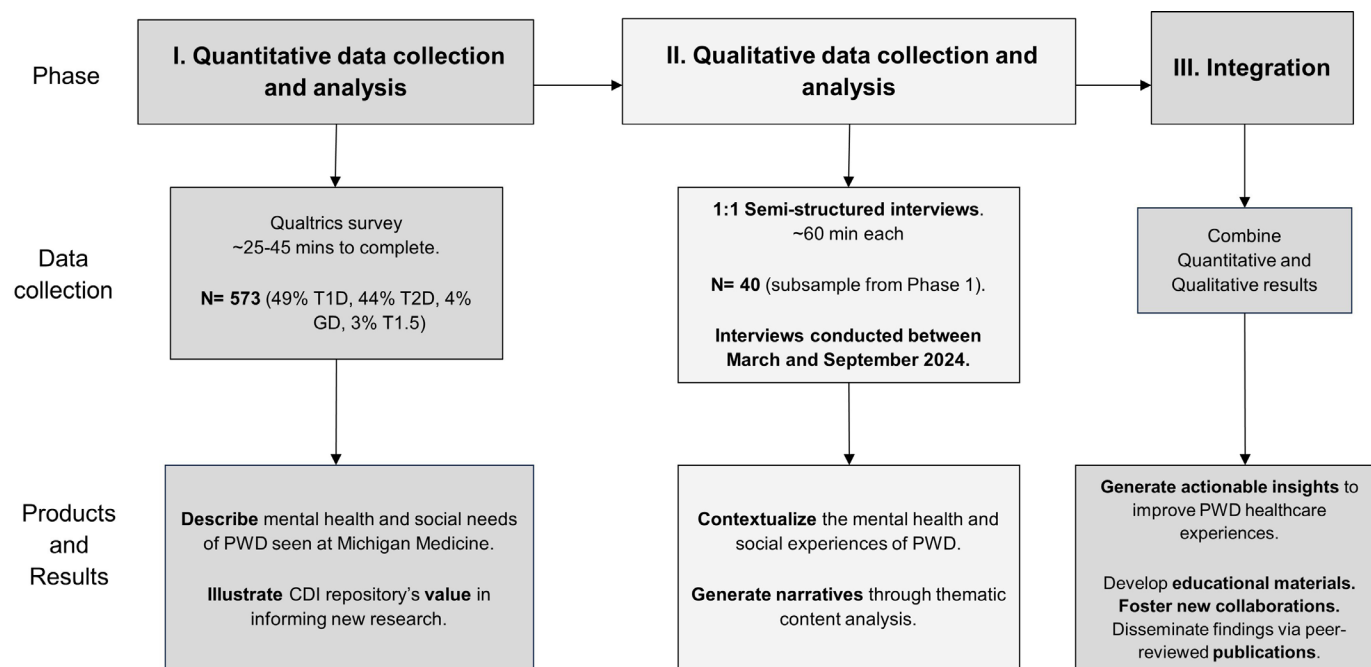 Phase
I. Quantitative data collection
and analysis
II. Qualitative data collection and
analysis
III. Integration
Data
collection
Qualtrics survey
~25-45 mins to complete.
N= 573 (49% T1D, 44% T2D, 4%
GD, 3% T1.5)
1:1 Semi-structured interviews.
~60 min each
N= 40 (subsample from Phase 1).
Interviews conducted between
March and September 2024.
Combine
Quantitative and
Qualitative results
Products
and
Results
Describe mental health and social needs
of PWD seen at Michigan Medicine.
Illustrate CDI repository's value in
informing new research.
Contextualize the mental health and
social experiences of PWD.
Generate narratives through thematic
content analysis.
Generate actionable insights to
improve PWD healthcare
experiences.
Develop educational materials.
Foster new collaborations.
Disseminate findings via peer-
reviewed publications.